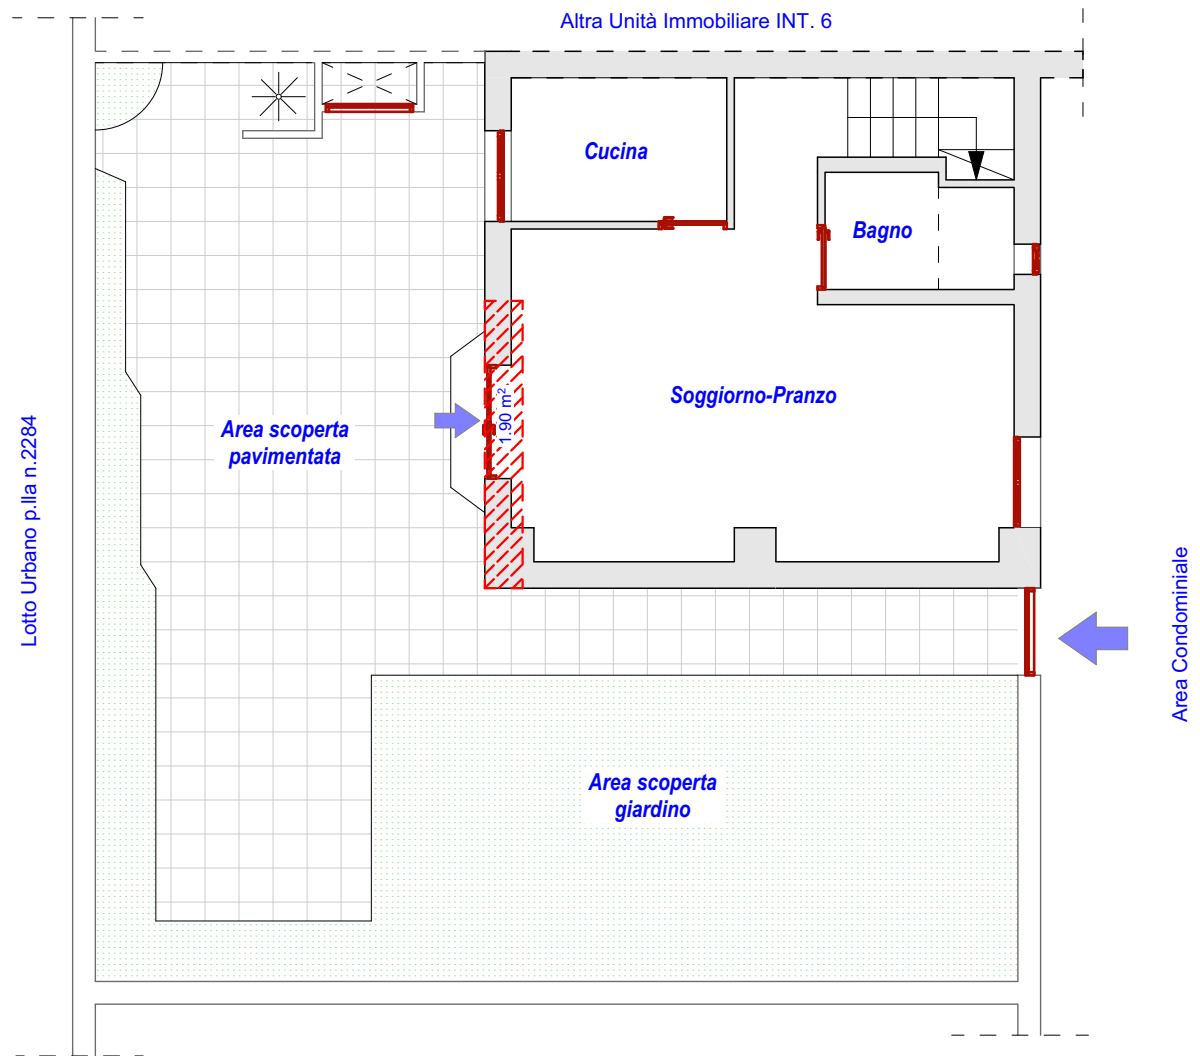 Altra Unità Immobiliare INT. 6
Cucina
Bagno
Soggiorno-Pranzo
1.90 m²
Area scoperta
pavimentata
Lotto Urbano p.lla n.2284
Area Condominiale
Area scoperta
giardino